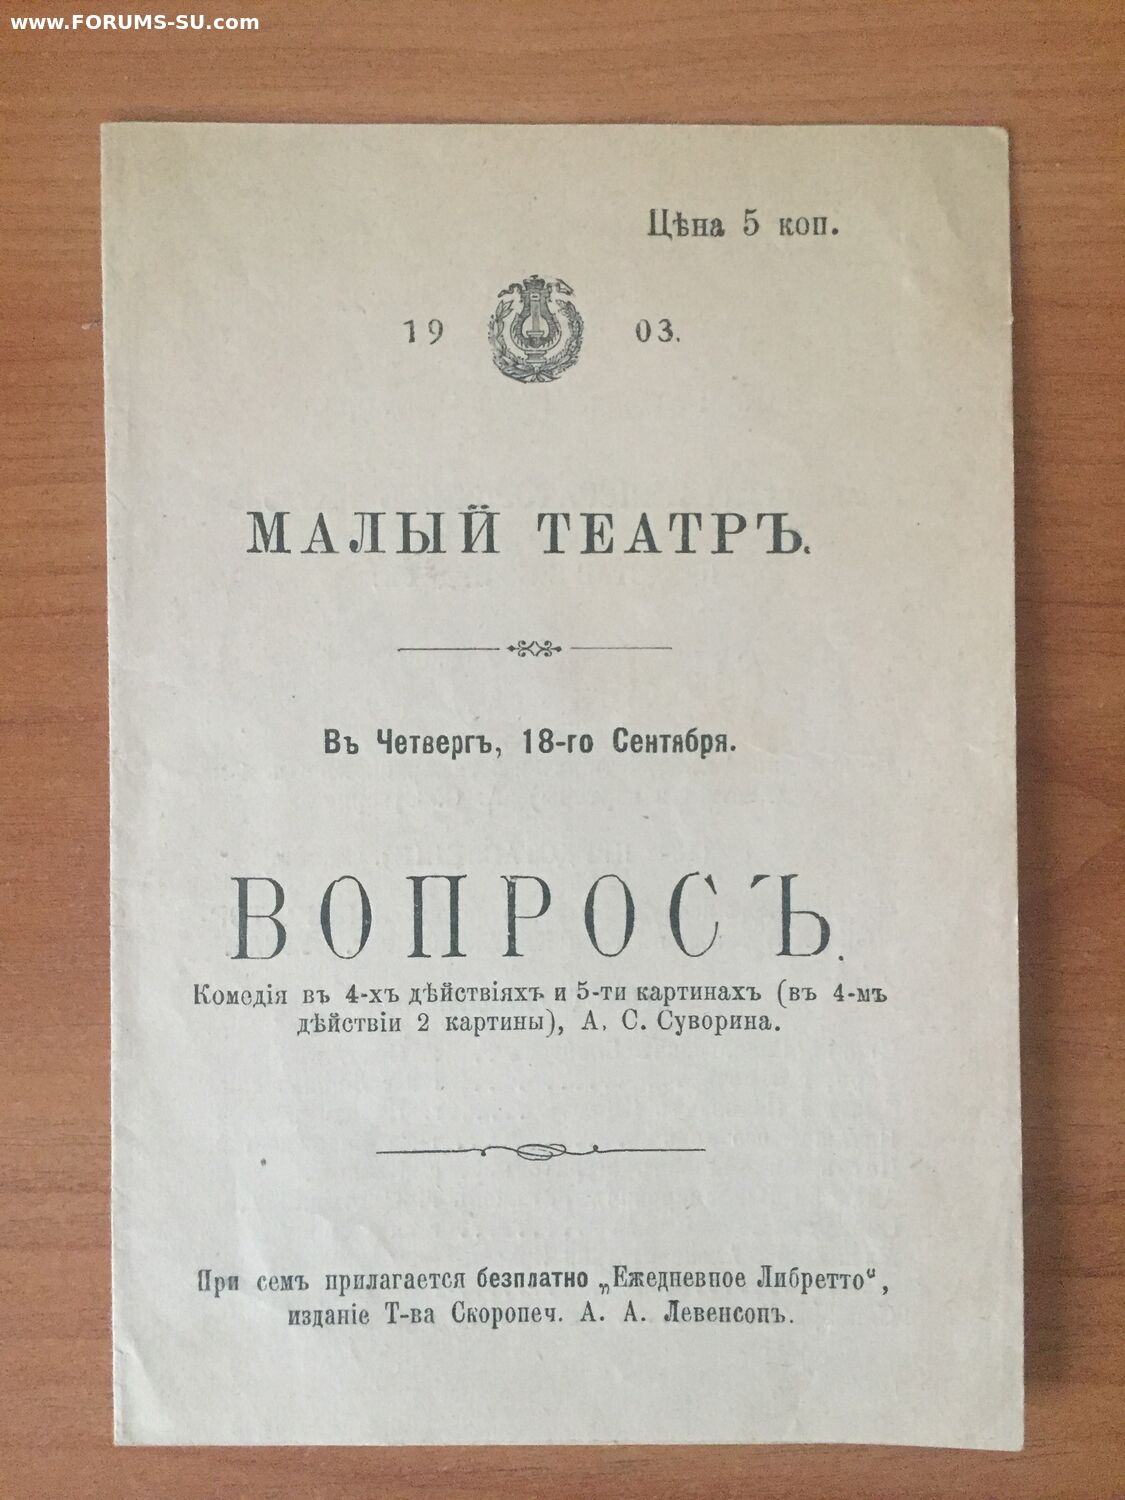 www.FORUMS-SU.com
Цѣна 5 коп.
19 03.
МАЛЫЙ ТЕАТРЪ.
Въ Четвергъ, 18-го Сентября.
ВОПРОСЪ.
Комедія въ 4-хъ дѣйствіяхъ и 5-ти картинахъ (въ 4-мъ
дѣйствіи 2 картины), А. С. Суворина.
При семъ прилагается безплатно „Ежедневное Либретто“,
изданіе Т-ва Скоропеч. А. А. Левенсонъ.